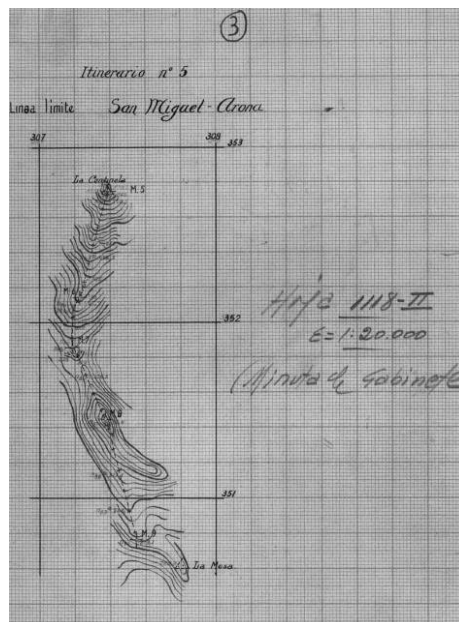 3
Itinerario nº 5
Linea límite San Miguel - Arona
307 308
353
La Centinela
M. 5
Hoja 1118-II
352
E=1:20.000
(Minuta de Gabinete
351
La Mesa